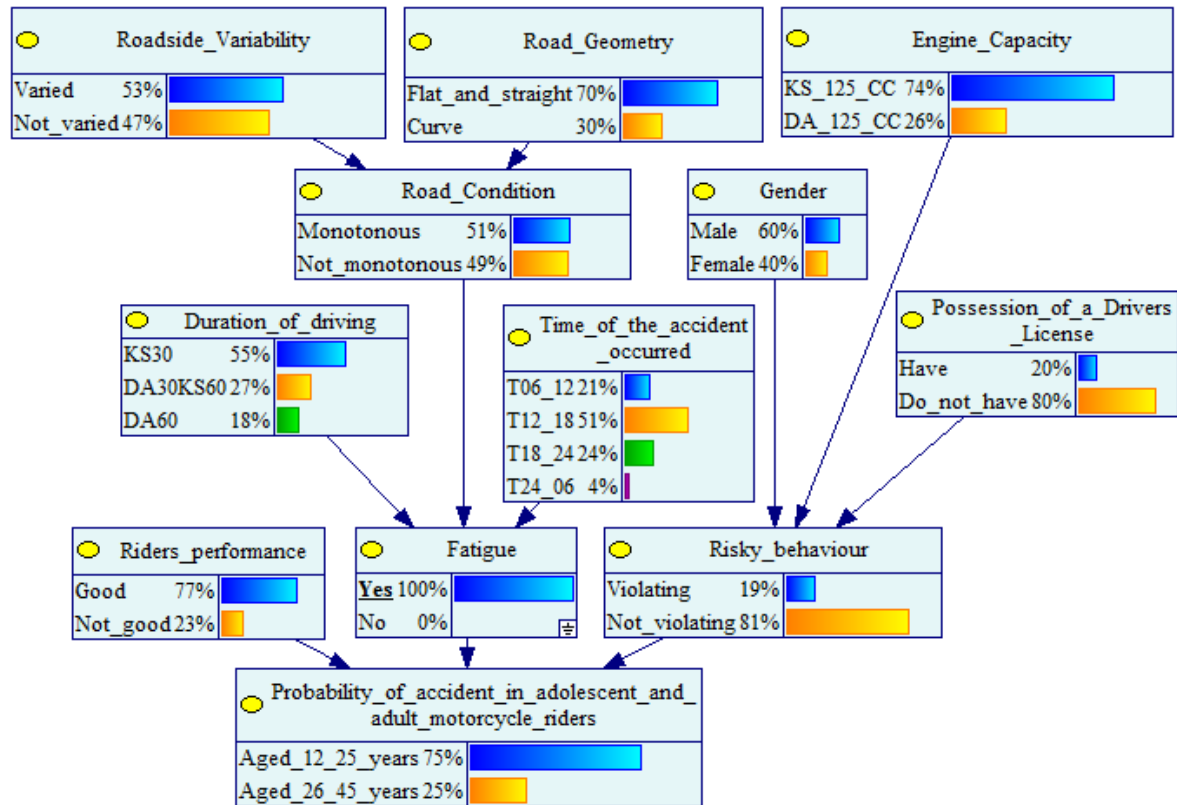 Roadside_Variability
Varied 53%
Not_varied 47%
Road_Geometry
Flat_and_straight 70%
Curve 30%
Engine_Capacity
KS_125_CC 74%
DA_125_CC 26%
Road_Condition
Monotonous 51%
Not_monotonous 49%
Gender
Male 60%
Female 40%
Duration_of_driving
KS30 55%
DA30KS60 27%
DA60 18%
Time_of_the_accident
_occurred
T06_12 21%
T12_18 51%
T18_24 24%
T24_06 4%
Possession_of_a_Drivers
_License
Have 20%
Do_not_have 80%
Riders_performance
Good 77%
Not_good 23%
Fatigue
Yes 100%
No 0%
Risky_behaviour
Violating 19%
Not_violating 81%
Probability_of_accident_in_adolescent_and_
adult_motorcycle_riders
Aged_12_25_years 75%
Aged_26_45_years 25%